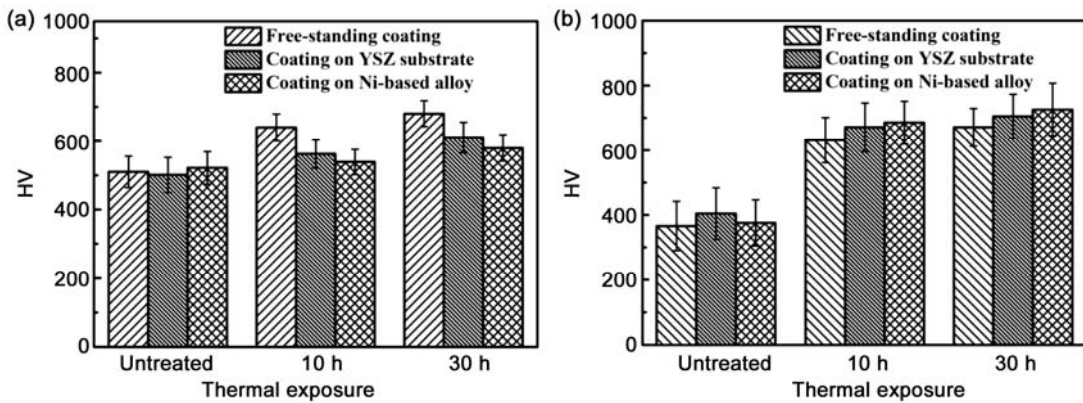 (a)
1000
800
600
400
200
0
HV
Free-standing coating
Coating on YSZ substrate
Coating on Ni-based alloy
Untreated 10 h 30 h
Thermal exposure
(b)
1000
800
600
400
200
0
HV
Free-standing coating
Coating on YSZ substrate
Coating on Ni-based alloy
Untreated 10 h 30 h
Thermal exposure